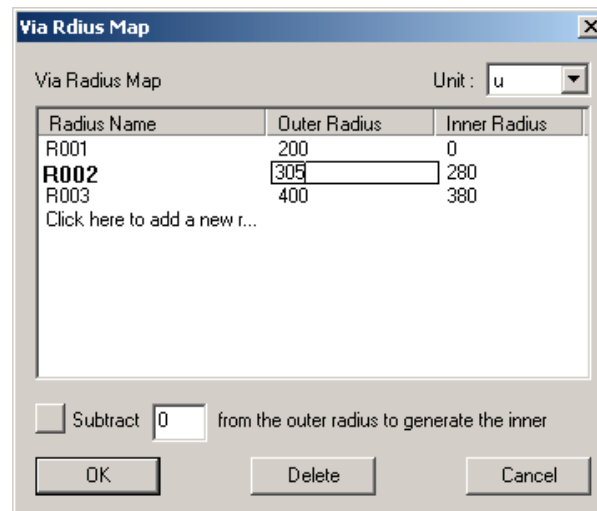 Via Rdius Map
Via Radius Map Unit : u
Radius Name Outer Radius Inner Radius
R001 200 0
R002 305 280
R003 400 380
Click here to add a new r...
Subtract 0 from the outer radius to generate the inner
OK Delete Cancel